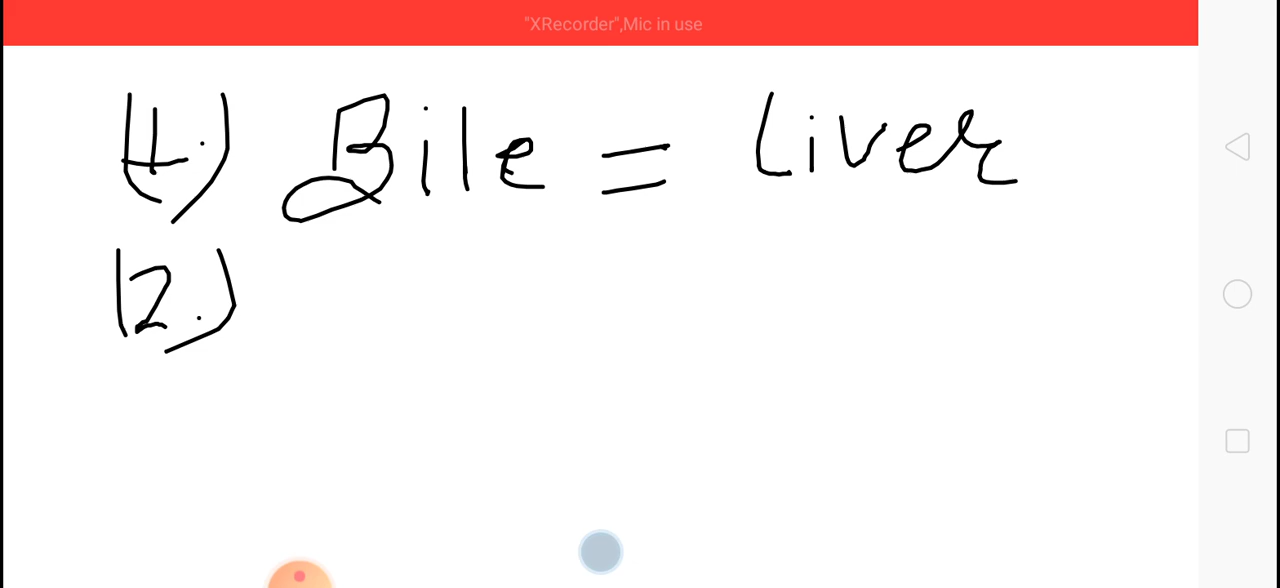 "XRecorder",Mic in use
(1.) Bile = Liver
(2.)